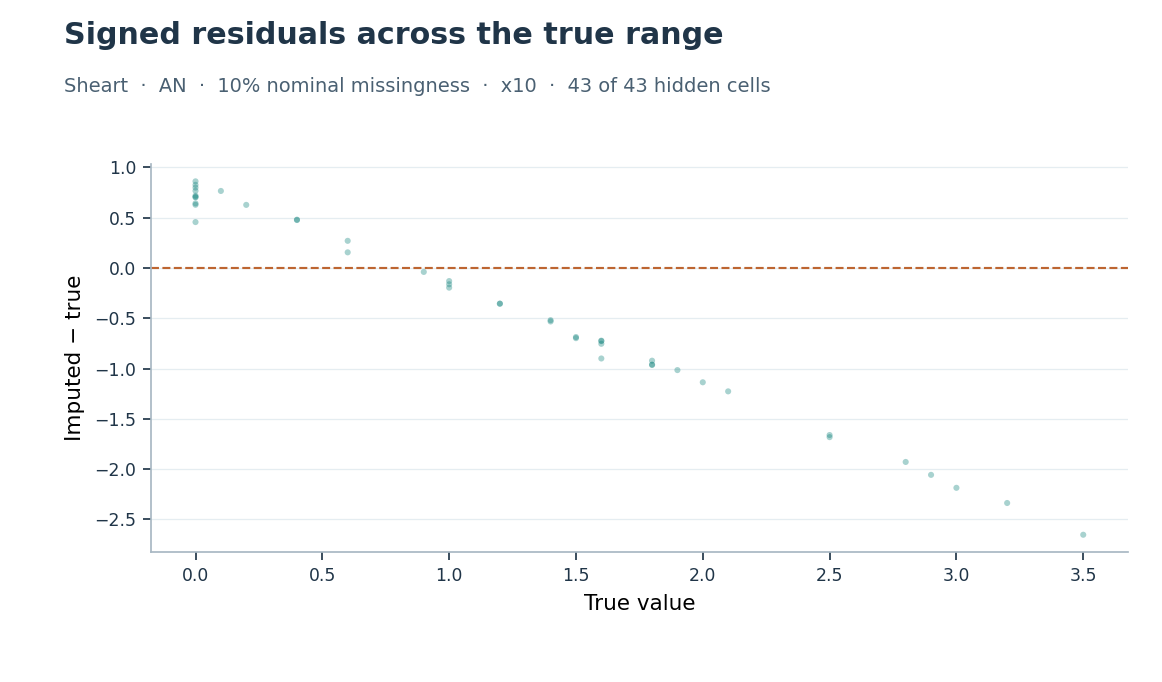 Signed residuals across the true range
Sheart · AN · 10% nominal missingness · x10 · 43 of 43 hidden cells
1.0
0.5
0.0
−0.5
−1.0
−1.5
−2.0
−2.5
Imputed − true
0.0 0.5 1.0 1.5 2.0 2.5 3.0 3.5
True value